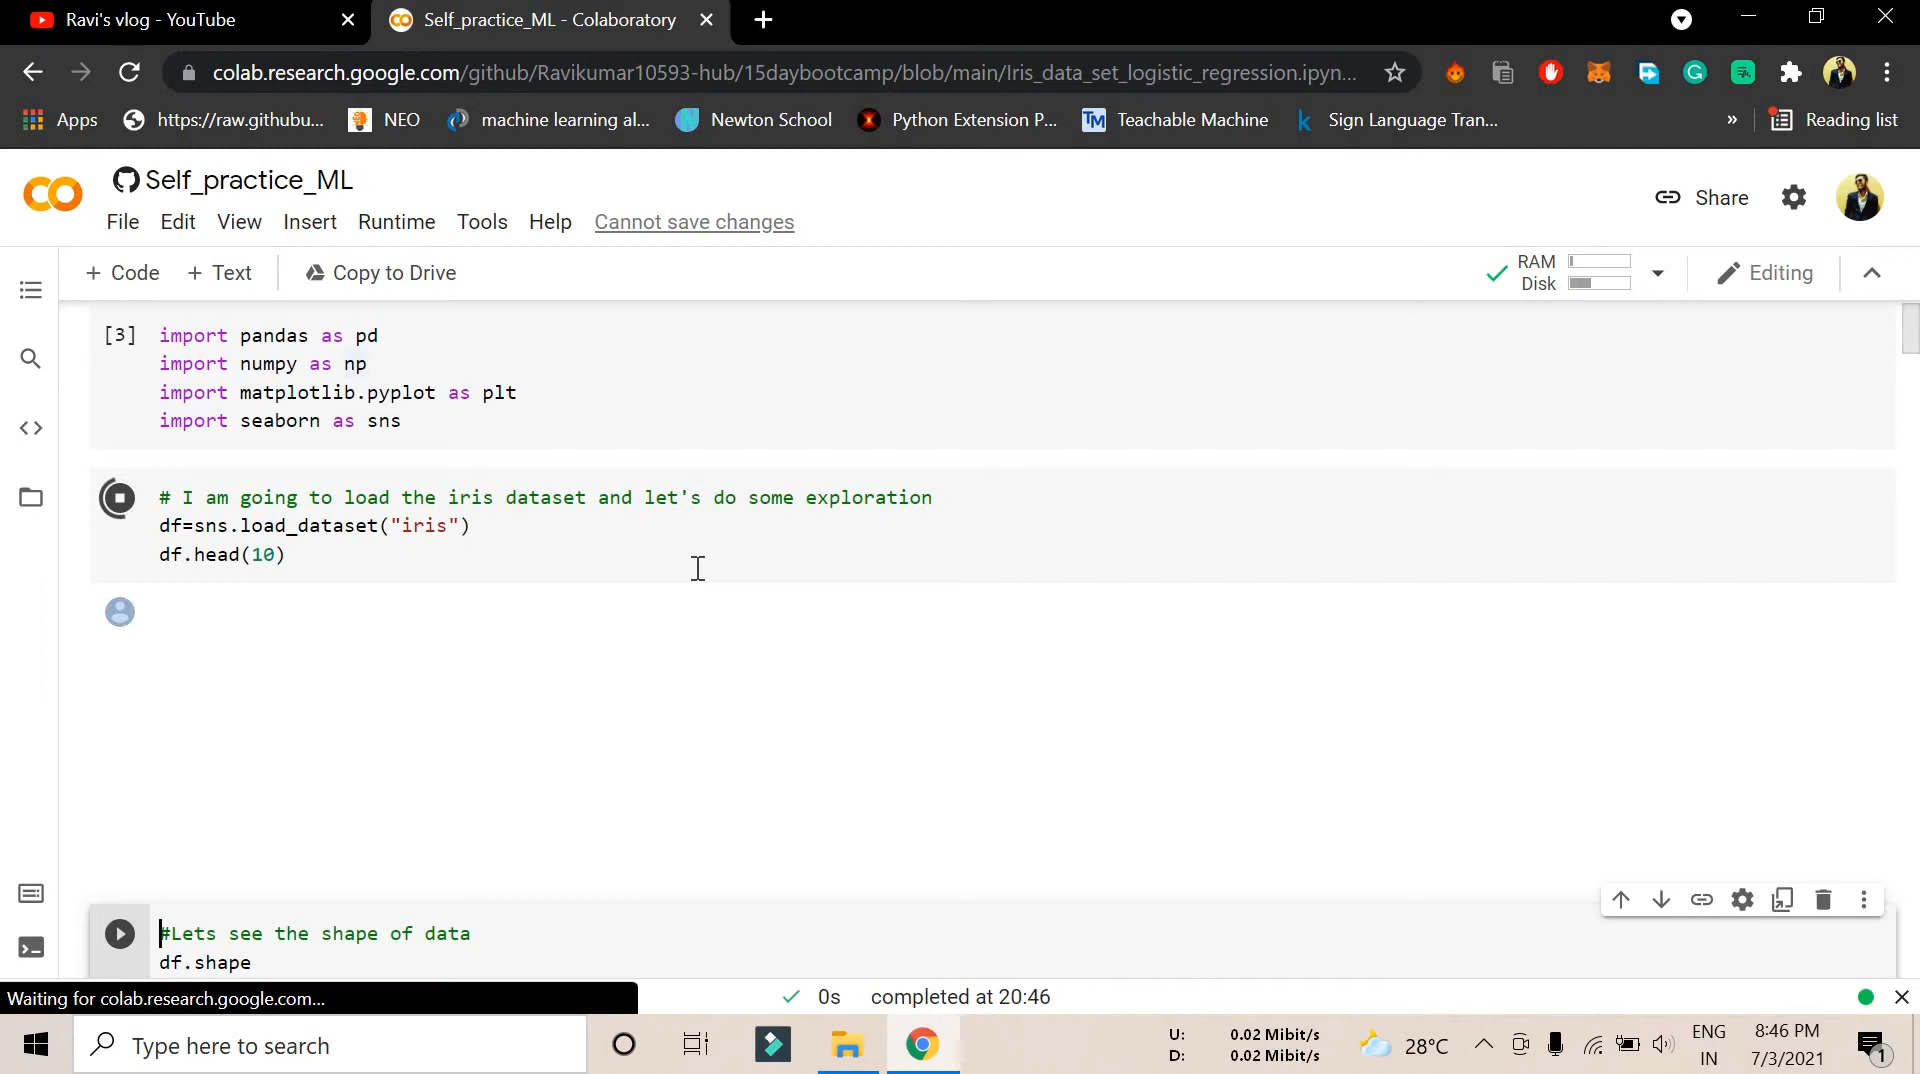 Ravi's vlog - YouTube
Self_practice_ML - Colaboratory
colab.research.google.com/github/Ravikumar10593-hub/15daybootcamp/blob/main/Iris_data_set_logistic_regression.ipyn...
Apps
https://raw.githubu...
NEO
machine learning al...
Newton School
Python Extension P...
TM
Teachable Machine
k
Sign Language Tran...
»
Reading list
Self_practice_ML
Share
File Edit View Insert Runtime Tools Help Cannot save changes
+ Code + Text Copy to Drive
RAM
Disk
Editing
[3]
import pandas as pd
import numpy as np
import matplotlib.pyplot as plt
import seaborn as sns
# I am going to load the iris dataset and let's do some exploration
df=sns.load_dataset("iris")
df.head(10)
#Lets see the shape of data
df.shape
Waiting for colab.research.google.com...
0s completed at 20:46
Type here to search
U: 0.02 Mibit/s
D: 0.02 Mibit/s
28°C
ENG
IN
8:46 PM
7/3/2021
1